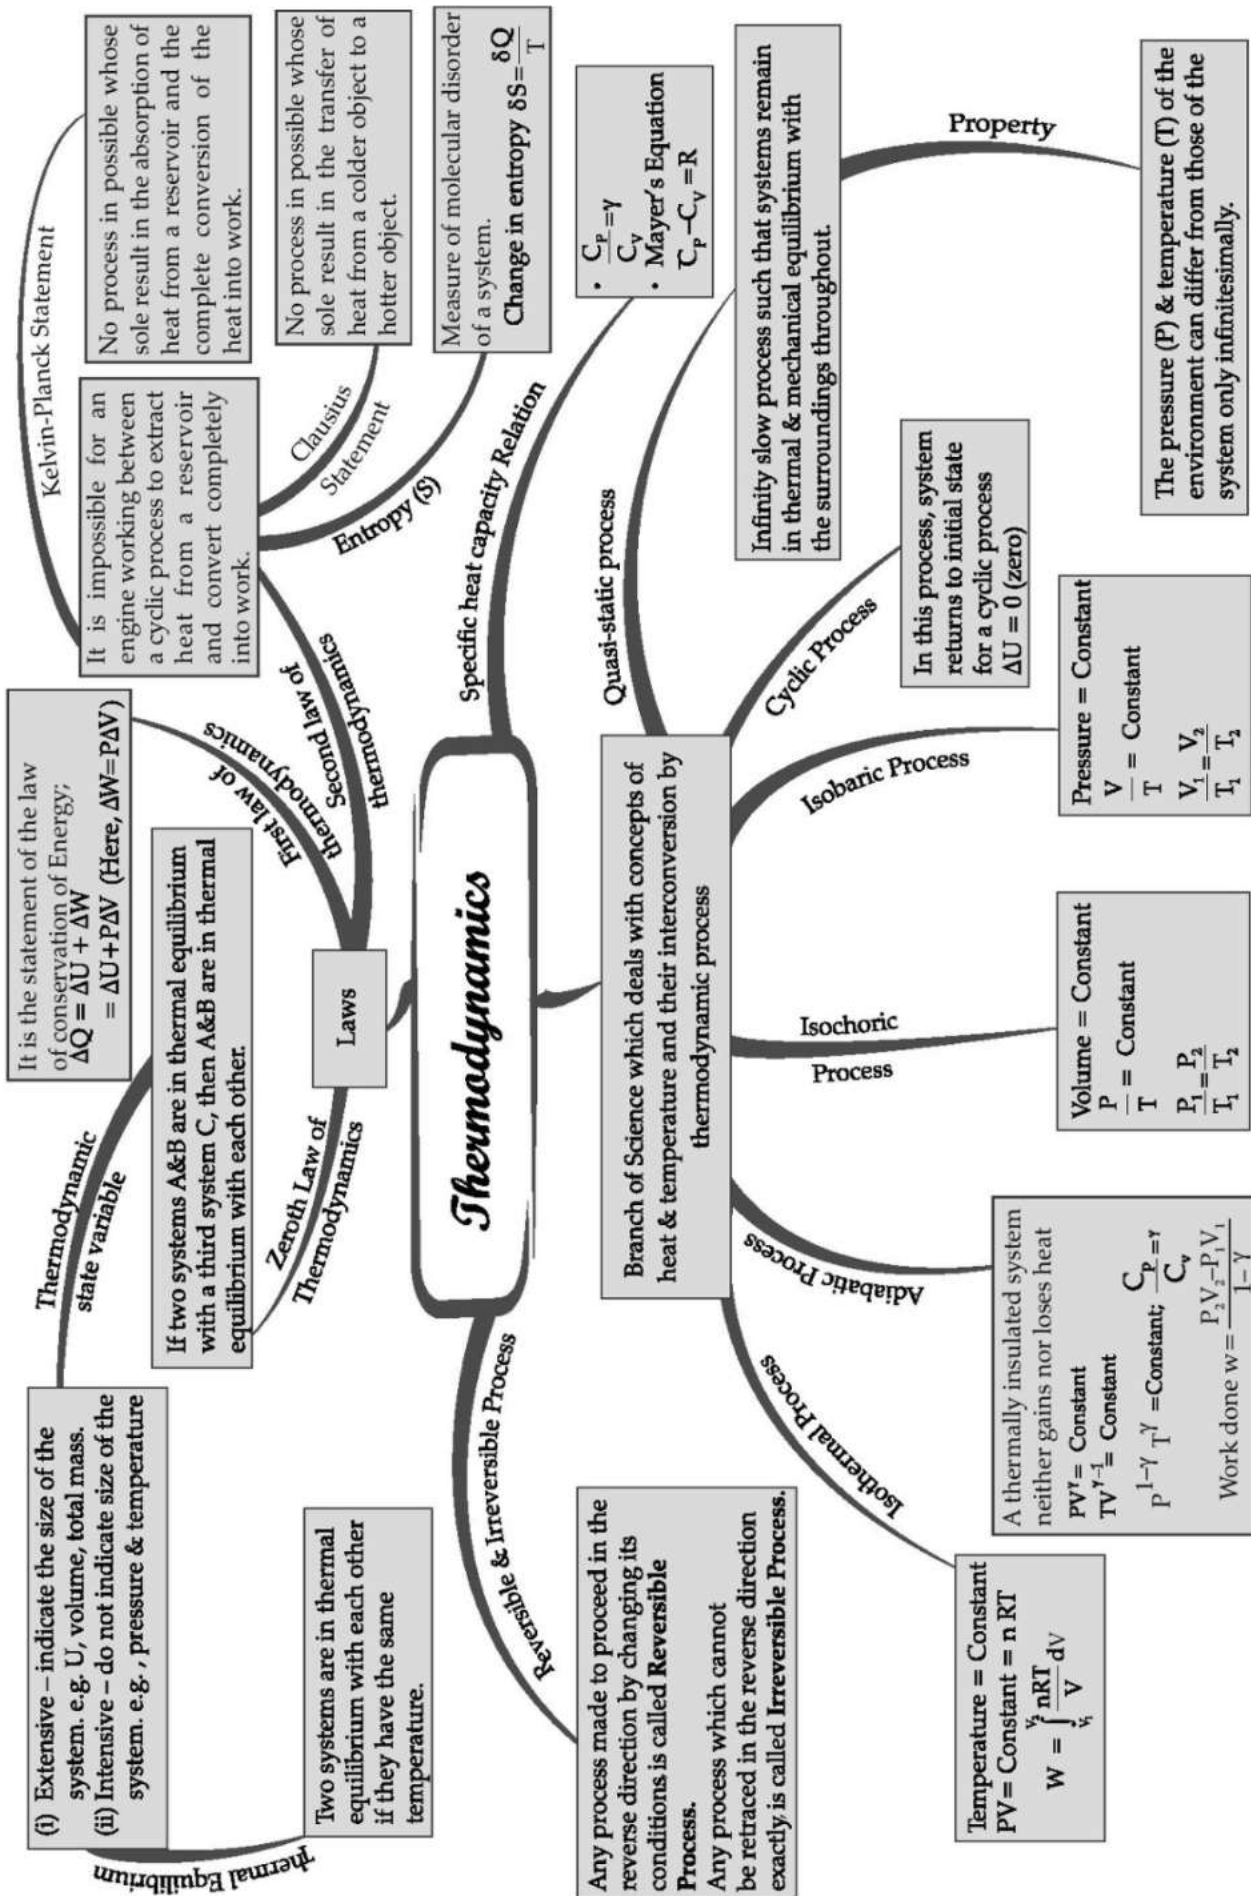 Thermodynamics
Laws
Zeroth Law of
Thermodynamics
If two systems A&B are in thermal equilibrium
with a third system C, then A&B are in thermal
equilibrium with each other.
Thermodynamic
state variable
(i) Extensive – indicate the size of the
system. e.g. U, volume, total mass.
(ii) Intensive – do not indicate size of the
system. e.g. , pressure & temperature
Thermal Equilibrium
Two systems are in thermal
equilibrium with each other
if they have the same
temperature.
First law of
thermodynamics
It is the statement of the law
of conservation of Energy;
ΔQ = ΔU + ΔW
= ΔU+PΔV (Here, ΔW=PΔV)
Second law of
thermodynamics
It is impossible for an
engine working between
a cyclic process to extract
heat from a reservoir
and convert completely
into work.
Kelvin-Planck Statement
No process in possible whose
sole result in the absorption of
heat from a reservoir and the
complete conversion of the
heat into work.
Clausius
Statement
No process in possible whose
sole result in the transfer of
heat from a colder object to a
hotter object.
Entropy (S)
Measure of molecular disorder
of a system.
Change in entropy δS=δQ/T
Specific heat capacity Relation
• C_P/C_V=γ
• Mayer's Equation
C_P–C_V=R
Reversible & Irreversible Process
Any process made to proceed in the
reverse direction by changing its
conditions is called Reversible
Process.
Any process which cannot
be retraced in the reverse direction
exactly, is called Irreversible Process.
Branch of Science which deals with concepts of
heat & temperature and their interconversion by
thermodynamic process
Quasi-static process
Infinity slow process such that systems remain
in thermal & mechanical equilibrium with
the surroundings throughout.
Property
The pressure (P) & temperature (T) of the
environment can differ from those of the
system only infinitesimally.
Cyclic Process
In this process, system
returns to initial state
for a cyclic process
ΔU = 0 (zero)
Isobaric Process
Pressure = Constant
V/T = Constant
V₁/T₁=V₂/T₂
Isochoric
Process
Volume = Constant
P/T = Constant
P₁/T₁=P₂/T₂
Adiabatic Process
A thermally insulated system
neither gains nor loses heat
PV^γ= Constant
TV^γ–1= Constant
P^1–γ T^γ =Constant; C_P/C_v=γ
Work done w=P₂V₂–P₁V₁/1–γ
Isothermal Process
Temperature = Constant
PV= Constant = n RT
W = ∫_V₁^V₂ nRT/V dV